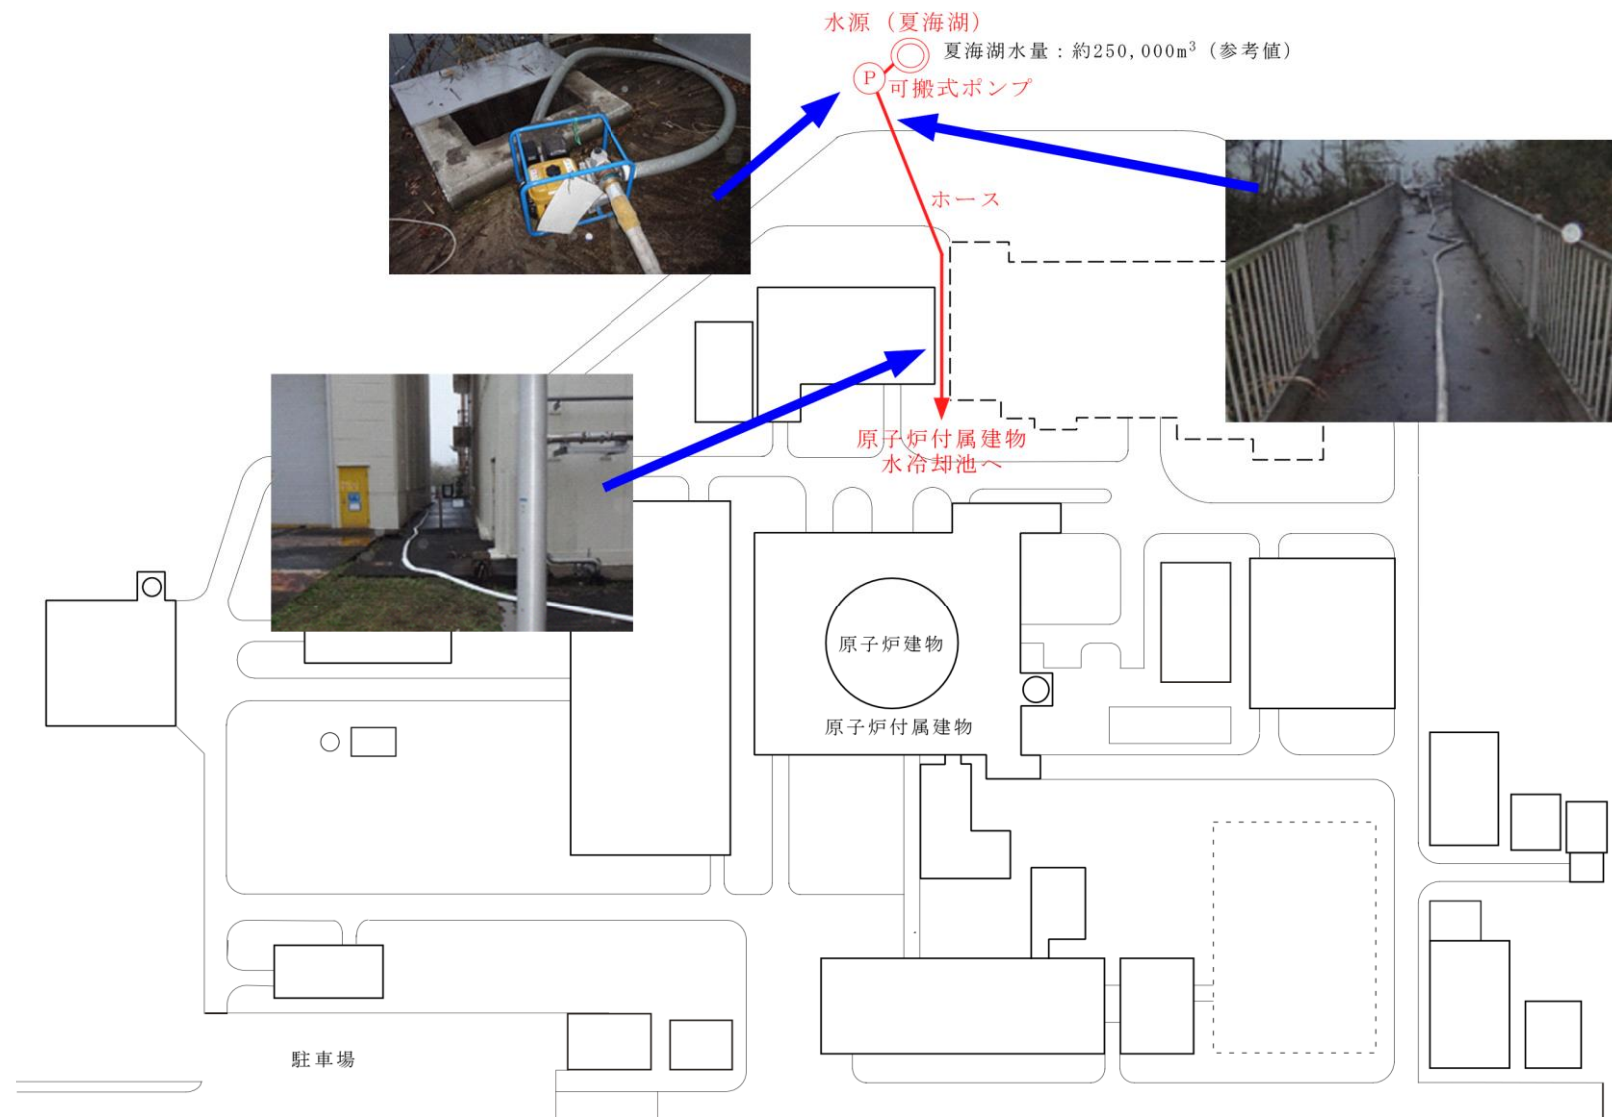 水源（夏海湖）
夏海湖水量：約250,000m³（参考値）
P
可搬式ポンプ
ホース
原子炉付属建物
水冷却池へ
原子炉建物
原子炉付属建物
駐車場